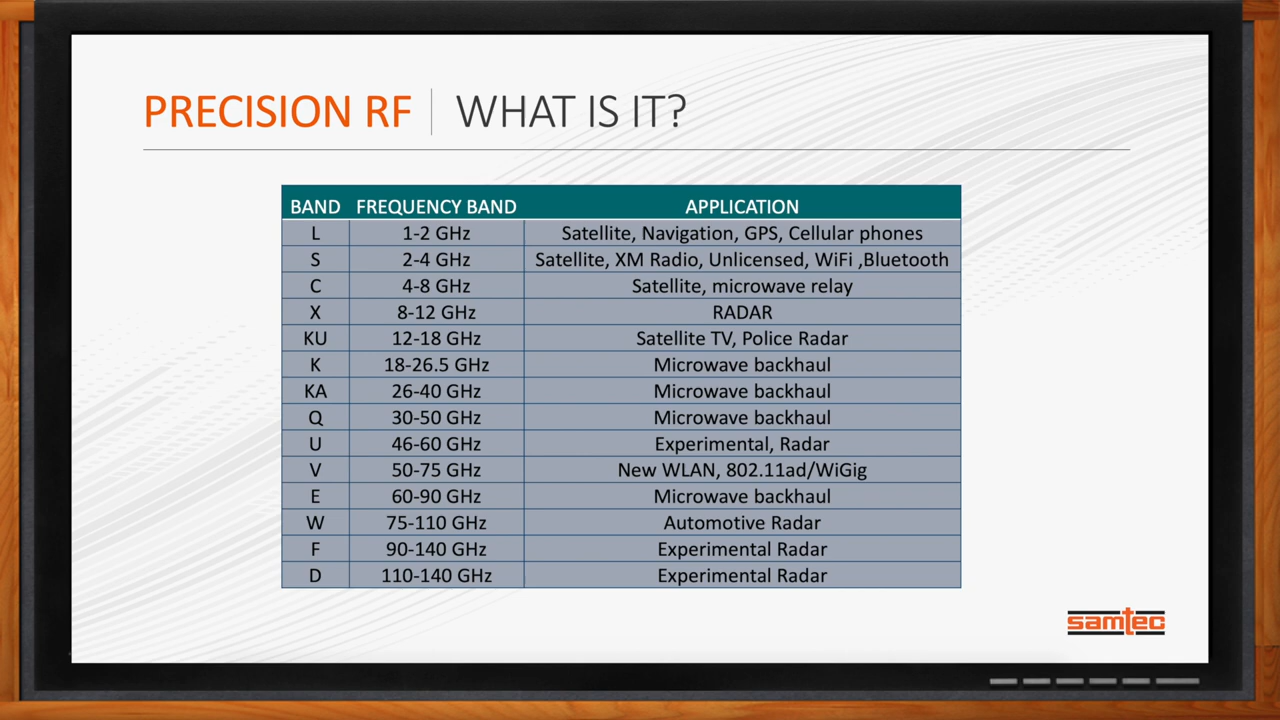 PRECISION RF | WHAT IS IT?
BAND FREQUENCY BAND APPLICATION
L 1-2 GHz Satellite, Navigation, GPS, Cellular phones
S 2-4 GHz Satellite, XM Radio, Unlicensed, WiFi ,Bluetooth
C 4-8 GHz Satellite, microwave relay
X 8-12 GHz RADAR
KU 12-18 GHz Satellite TV, Police Radar
K 18-26.5 GHz Microwave backhaul
KA 26-40 GHz Microwave backhaul
Q 30-50 GHz Microwave backhaul
U 46-60 GHz Experimental, Radar
V 50-75 GHz New WLAN, 802.11ad/WiGig
E 60-90 GHz Microwave backhaul
W 75-110 GHz Automotive Radar
F 90-140 GHz Experimental Radar
D 110-140 GHz Experimental Radar
samtec